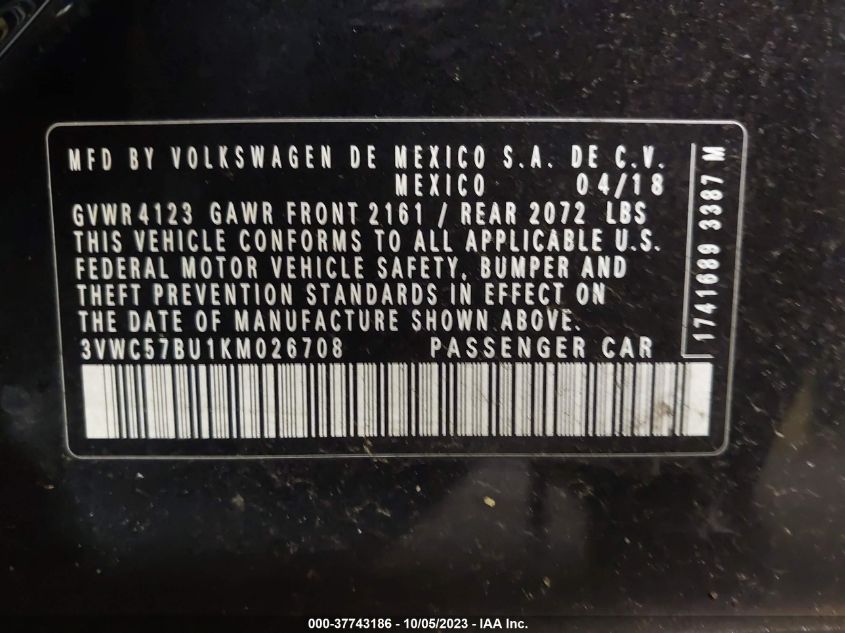 MFD BY VOLKSWAGEN DE MEXICO S.A. DE C.V.
MEXICO 04/18
GVWR 4123 GAWR FRONT 2161 / REAR 2072 LBS
THIS VEHICLE CONFORMS TO ALL APPLICABLE U.S.
FEDERAL MOTOR VEHICLE SAFETY, BUMPER AND
THEFT PREVENTION STANDARDS IN EFFECT ON
THE DATE OF MANUFACTURE SHOWN ABOVE.
3VWC57BU1KM026708 PASSENGER CAR
1741689 3387 M
000-37743186 - 10/05/2023 - IAA Inc.